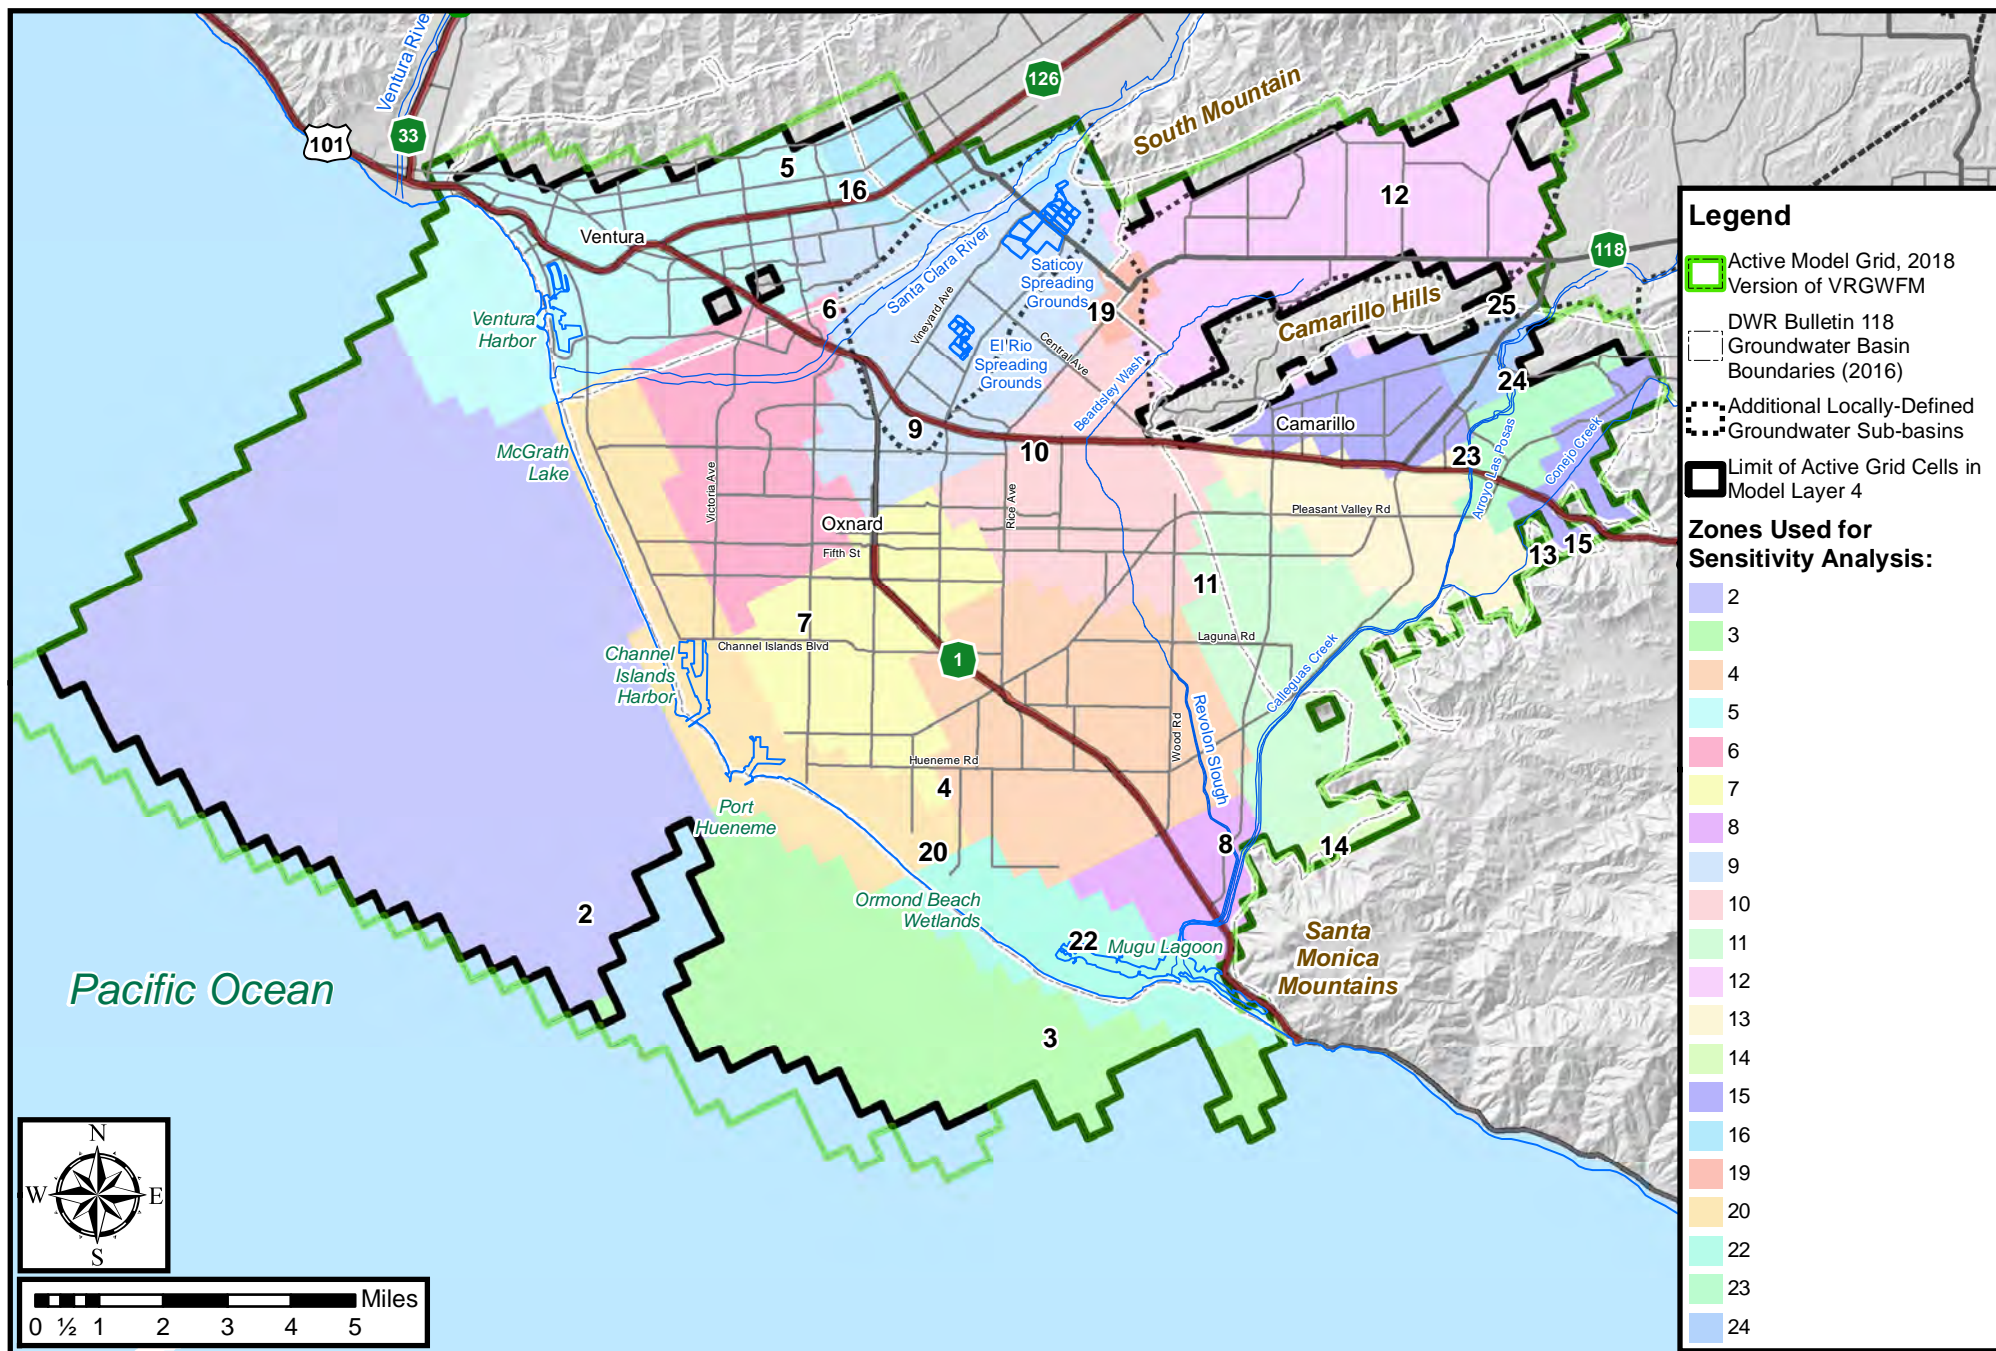 Ventura River
126
33
101
South Mountain
5
16
12
Ventura
118
Santa Clara River
Saticoy
Spreading
Grounds
19
Camarillo Hills
25
6
Ventura
Harbor
Vineyard Ave
El Rio
Spreading
Grounds
Central Ave
Beardsley Wash
24
9
10
Camarillo
23
McGrath
Lake
Victoria Ave
Rice Ave
Arroyo Las Posas
Conejo Creek
Oxnard
Pleasant Valley Rd
Fifth St
13
15
11
7
Channel Islands Blvd
Laguna Rd
1
Channel
Islands
Harbor
Calleguas Creek
Revolon Slough
Wood Rd
Hueneme Rd
4
Port
Hueneme
20
8
14
Ormond Beach
Wetlands
2
22
Mugu Lagoon
Santa
Monica
Mountains
Pacific Ocean
3
N
W
E
S
Miles
0 ½ 1 2 3 4 5
Legend
Active Model Grid, 2018
Version of VRGWFM
DWR Bulletin 118
Groundwater Basin
Boundaries (2016)
Additional Locally-Defined
Groundwater Sub-basins
Limit of Active Grid Cells in
Model Layer 4
Zones Used for
Sensitivity Analysis:
2
3
4
5
6
7
8
9
10
11
12
13
14
15
16
19
20
22
23
24